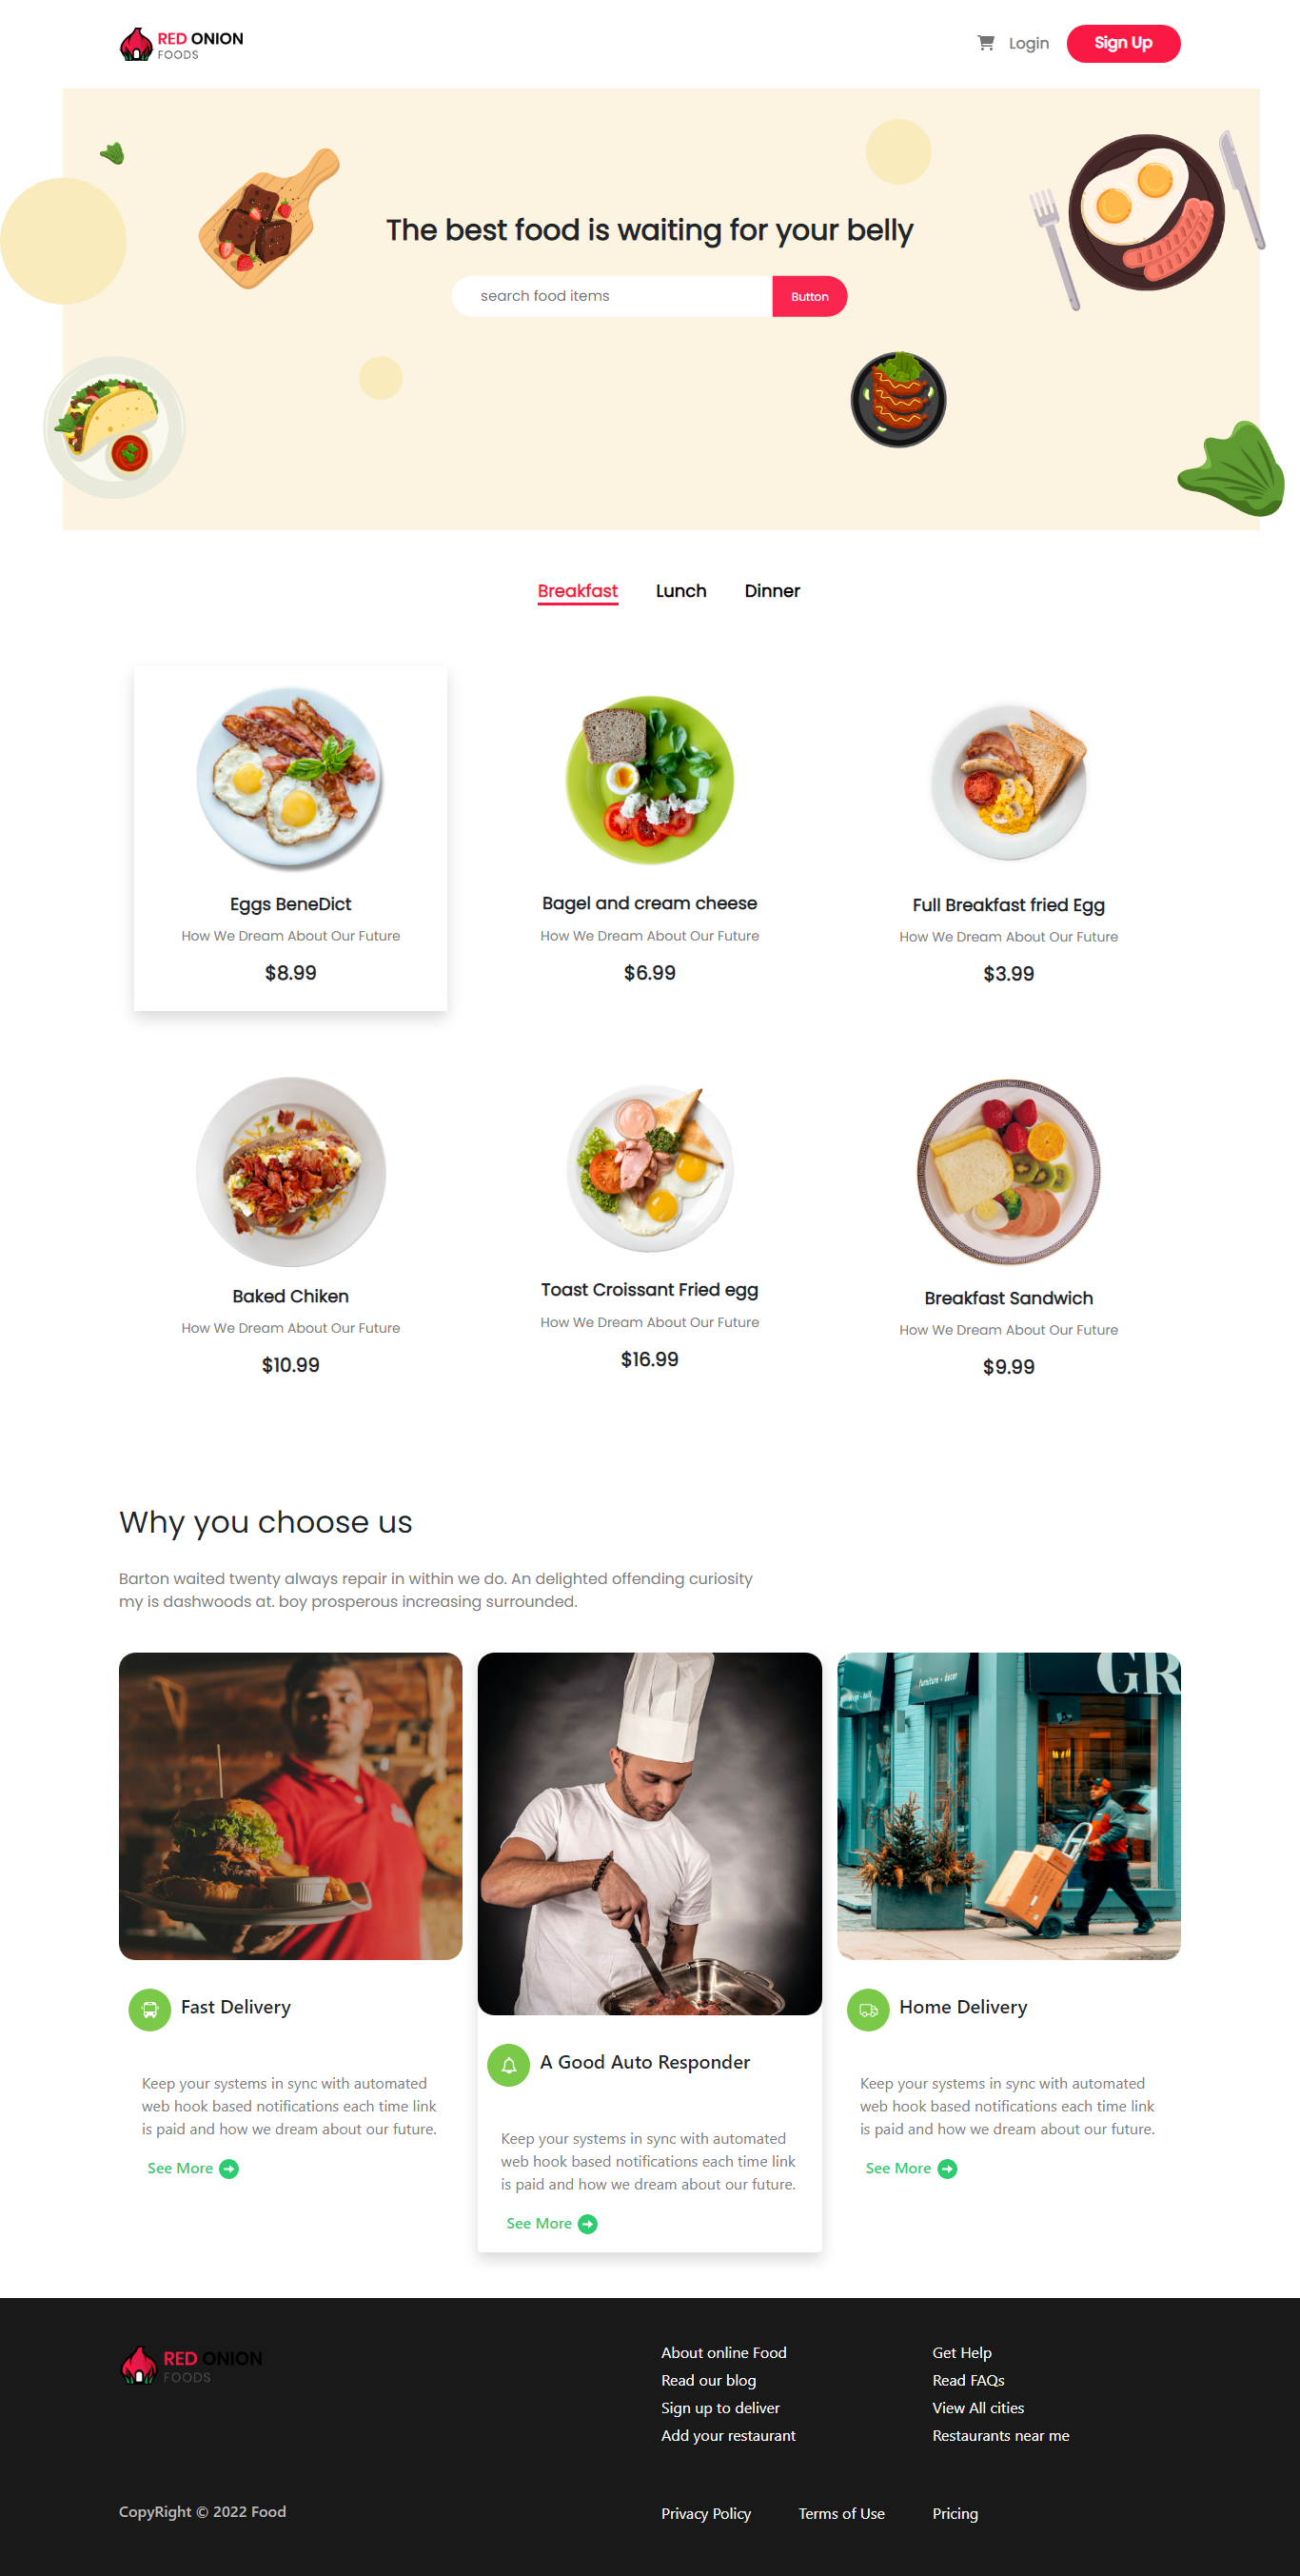 RED ONION
FOODS
Login
Sign Up
The best food is waiting for your belly
search food items
Button
Breakfast
Lunch
Dinner
Eggs BeneDict
How We Dream About Our Future
$8.99
Bagel and cream cheese
How We Dream About Our Future
$6.99
Full Breakfast fried Egg
How We Dream About Our Future
$3.99
Baked Chiken
How We Dream About Our Future
$10.99
Toast Croissant Fried egg
How We Dream About Our Future
$16.99
Breakfast Sandwich
How We Dream About Our Future
$9.99
Why you choose us
Barton waited twenty always repair in within we do. An delighted offending curiosity
my is dashwoods at. boy prosperous increasing surrounded.
furniture - decor
GR
Fast Delivery
Keep your systems in sync with automated
web hook based notifications each time link
is paid and how we dream about our future.
See More
A Good Auto Responder
Keep your systems in sync with automated
web hook based notifications each time link
is paid and how we dream about our future.
See More
Home Delivery
Keep your systems in sync with automated
web hook based notifications each time link
is paid and how we dream about our future.
See More
RED ONION
FOODS
About online Food
Read our blog
Sign up to deliver
Add your restaurant
Get Help
Read FAQs
View All cities
Restaurants near me
CopyRight © 2022 Food
Privacy Policy
Terms of Use
Pricing